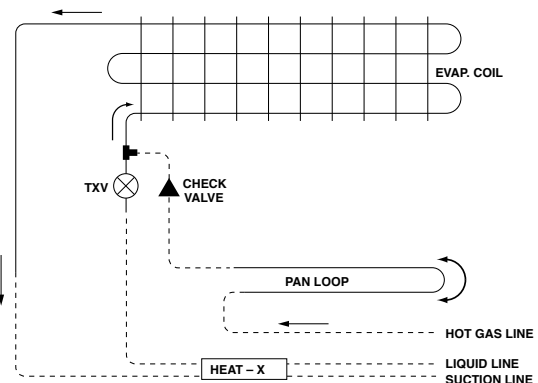 EVAP. COIL
TXV
CHECK
VALVE
PAN LOOP
HOT GAS LINE
HEAT – X
LIQUID LINE
SUCTION LINE